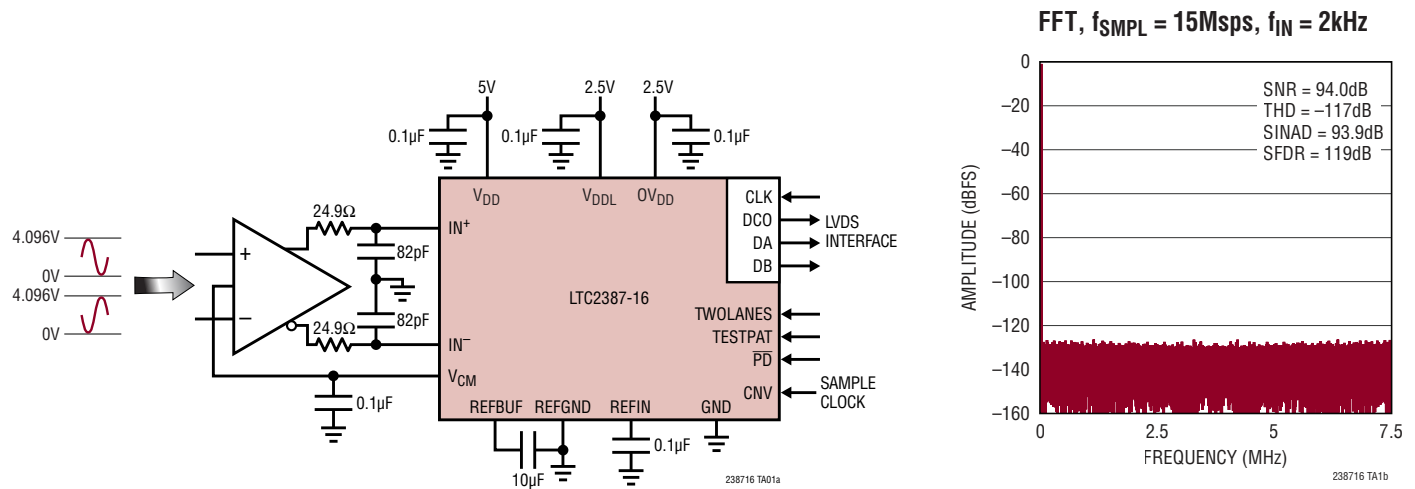 5V
2.5V
2.5V
0.1µF
0.1µF
0.1µF
VDD
VDDL
OVDD
4.096V
0V
4.096V
0V
+
–
24.9Ω
24.9Ω
82pF
82pF
IN+
IN–
VCM
0.1µF
LTC2387-16
CLK
DCO
DA
DB
LVDS
INTERFACE
TWOLANES
TESTPAT
PD
CNV
SAMPLE
CLOCK
REFBUF
REFGND
REFIN
GND
10µF
0.1µF
238716 TA01a
FFT, fSMPL = 15Msps, fIN = 2kHz
SNR = 94.0dB
THD = –117dB
SINAD = 93.9dB
SFDR = 119dB
AMPLITUDE (dBFS)
0
–20
–40
–60
–80
–100
–120
–140
–160
0
2.5
5
7.5
FREQUENCY (MHz)
238716 TA1b